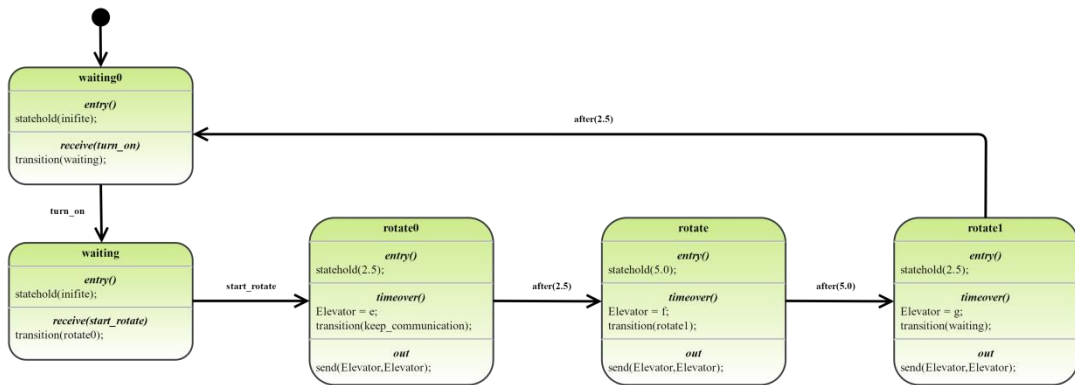 waiting0
entry()
statehold(inifite);
receive(turn_on)
transition(waiting);
after(2.5)
turn_on
waiting
entry()
statehold(inifite);
receive(start_rotate)
transition(rotate0);
start_rotate
rotate0
entry()
statehold(2.5);
timeover()
Elevator = e;
transition(keep_communication);
out
send(Elevator,Elevator);
after(2.5)
rotate
entry()
statehold(5.0);
timeover()
Elevator = f;
transition(rotate1);
out
send(Elevator,Elevator);
after(5.0)
rotate1
entry()
statehold(2.5);
timeover()
Elevator = g;
transition(waiting);
out
send(Elevator,Elevator);